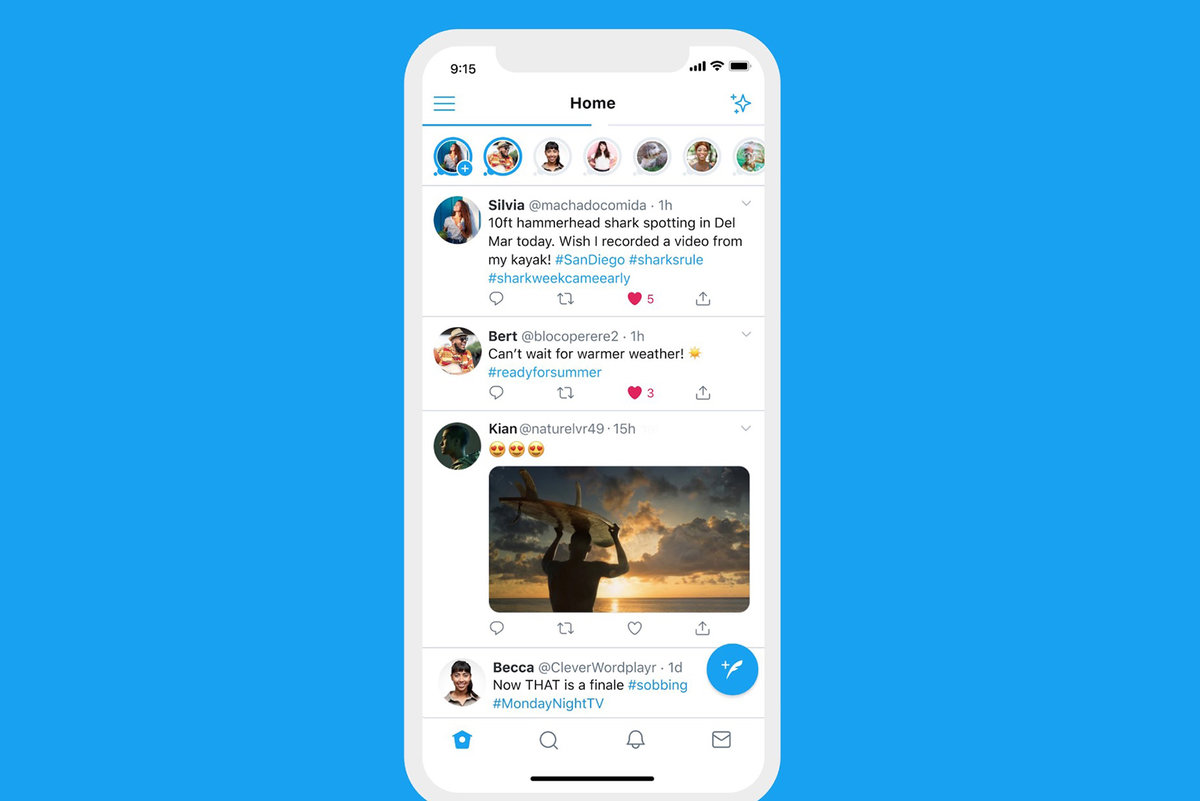 9:15
Home
Silvia @machadocomida · 1h
10ft hammerhead shark spotting in Del
Mar today. Wish I recorded a video from
my kayak! #SanDiego #sharksrule
#sharkweekcameearly
5
Bert @blocoperere2 · 1h
Can’t wait for warmer weather! ☀️
#readyforsummer
3
Kian @naturelvr49 · 15h
😍😍😍
Becca @CleverWordplayr · 1d
Now THAT is a finale #sobbing
#MondayNightTV